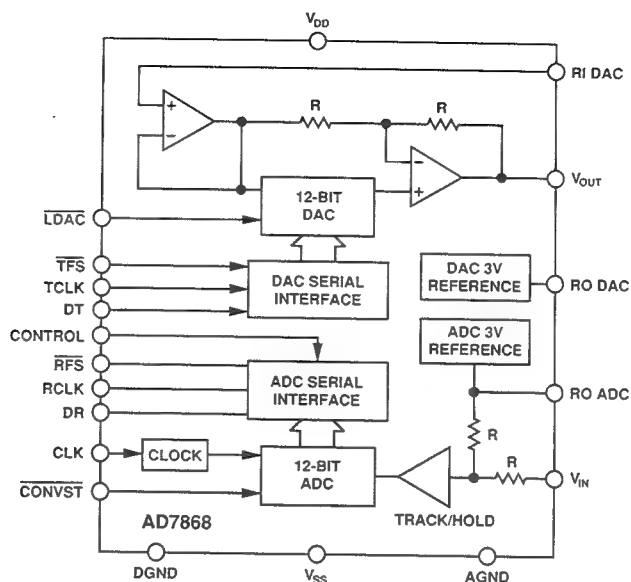 VDD
RI DAC
R
R
+
−
−
+
VOUT
LDAC
12-BIT
DAC
TFS
TCLK
DT
DAC SERIAL
INTERFACE
DAC 3V
REFERENCE
RO DAC
CONTROL
RFS
RCLK
DR
ADC SERIAL
INTERFACE
ADC 3V
REFERENCE
RO ADC
R
CLK
CLOCK
12-BIT
ADC
R
VIN
CONVST
TRACK/HOLD
AD7868
DGND
VSS
AGND